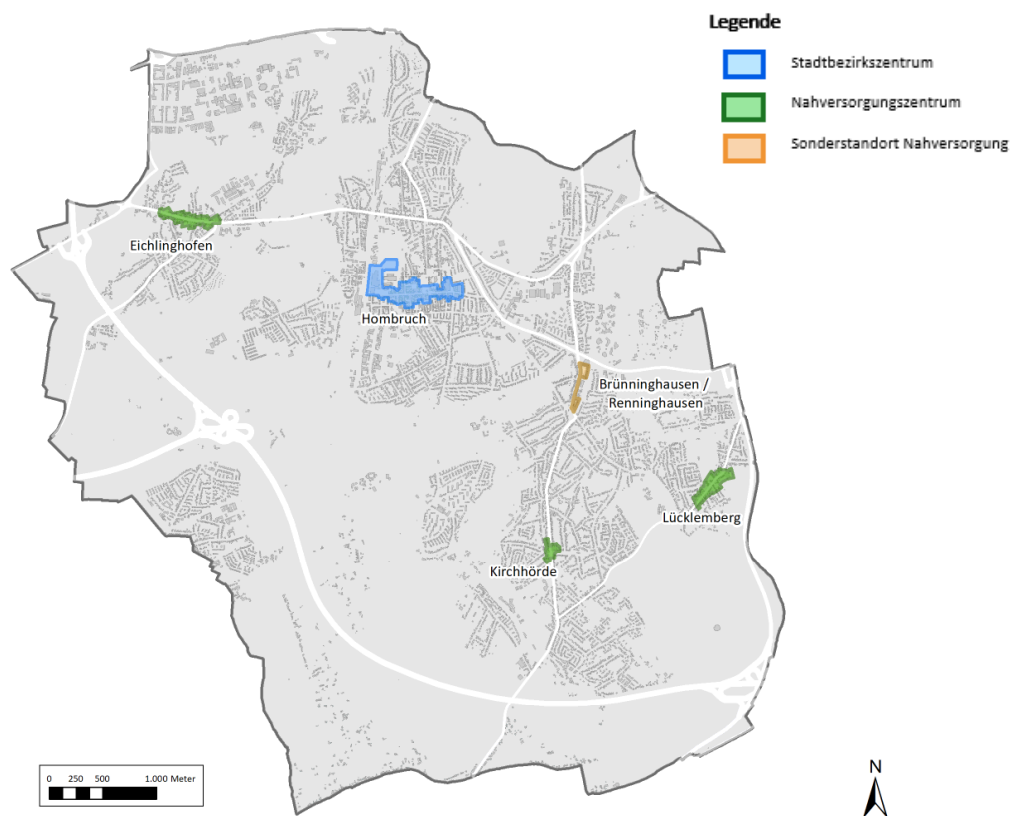 Legende
Stadtbezirkszentrum
Nahversorgungszentrum
Sonderstandort Nahversorgung
Eichlinghofen
Hombruch
Brünninghausen /
Renninghausen
Lücklemberg
Kirchhörde
0 250 500 1.000 Meter
N